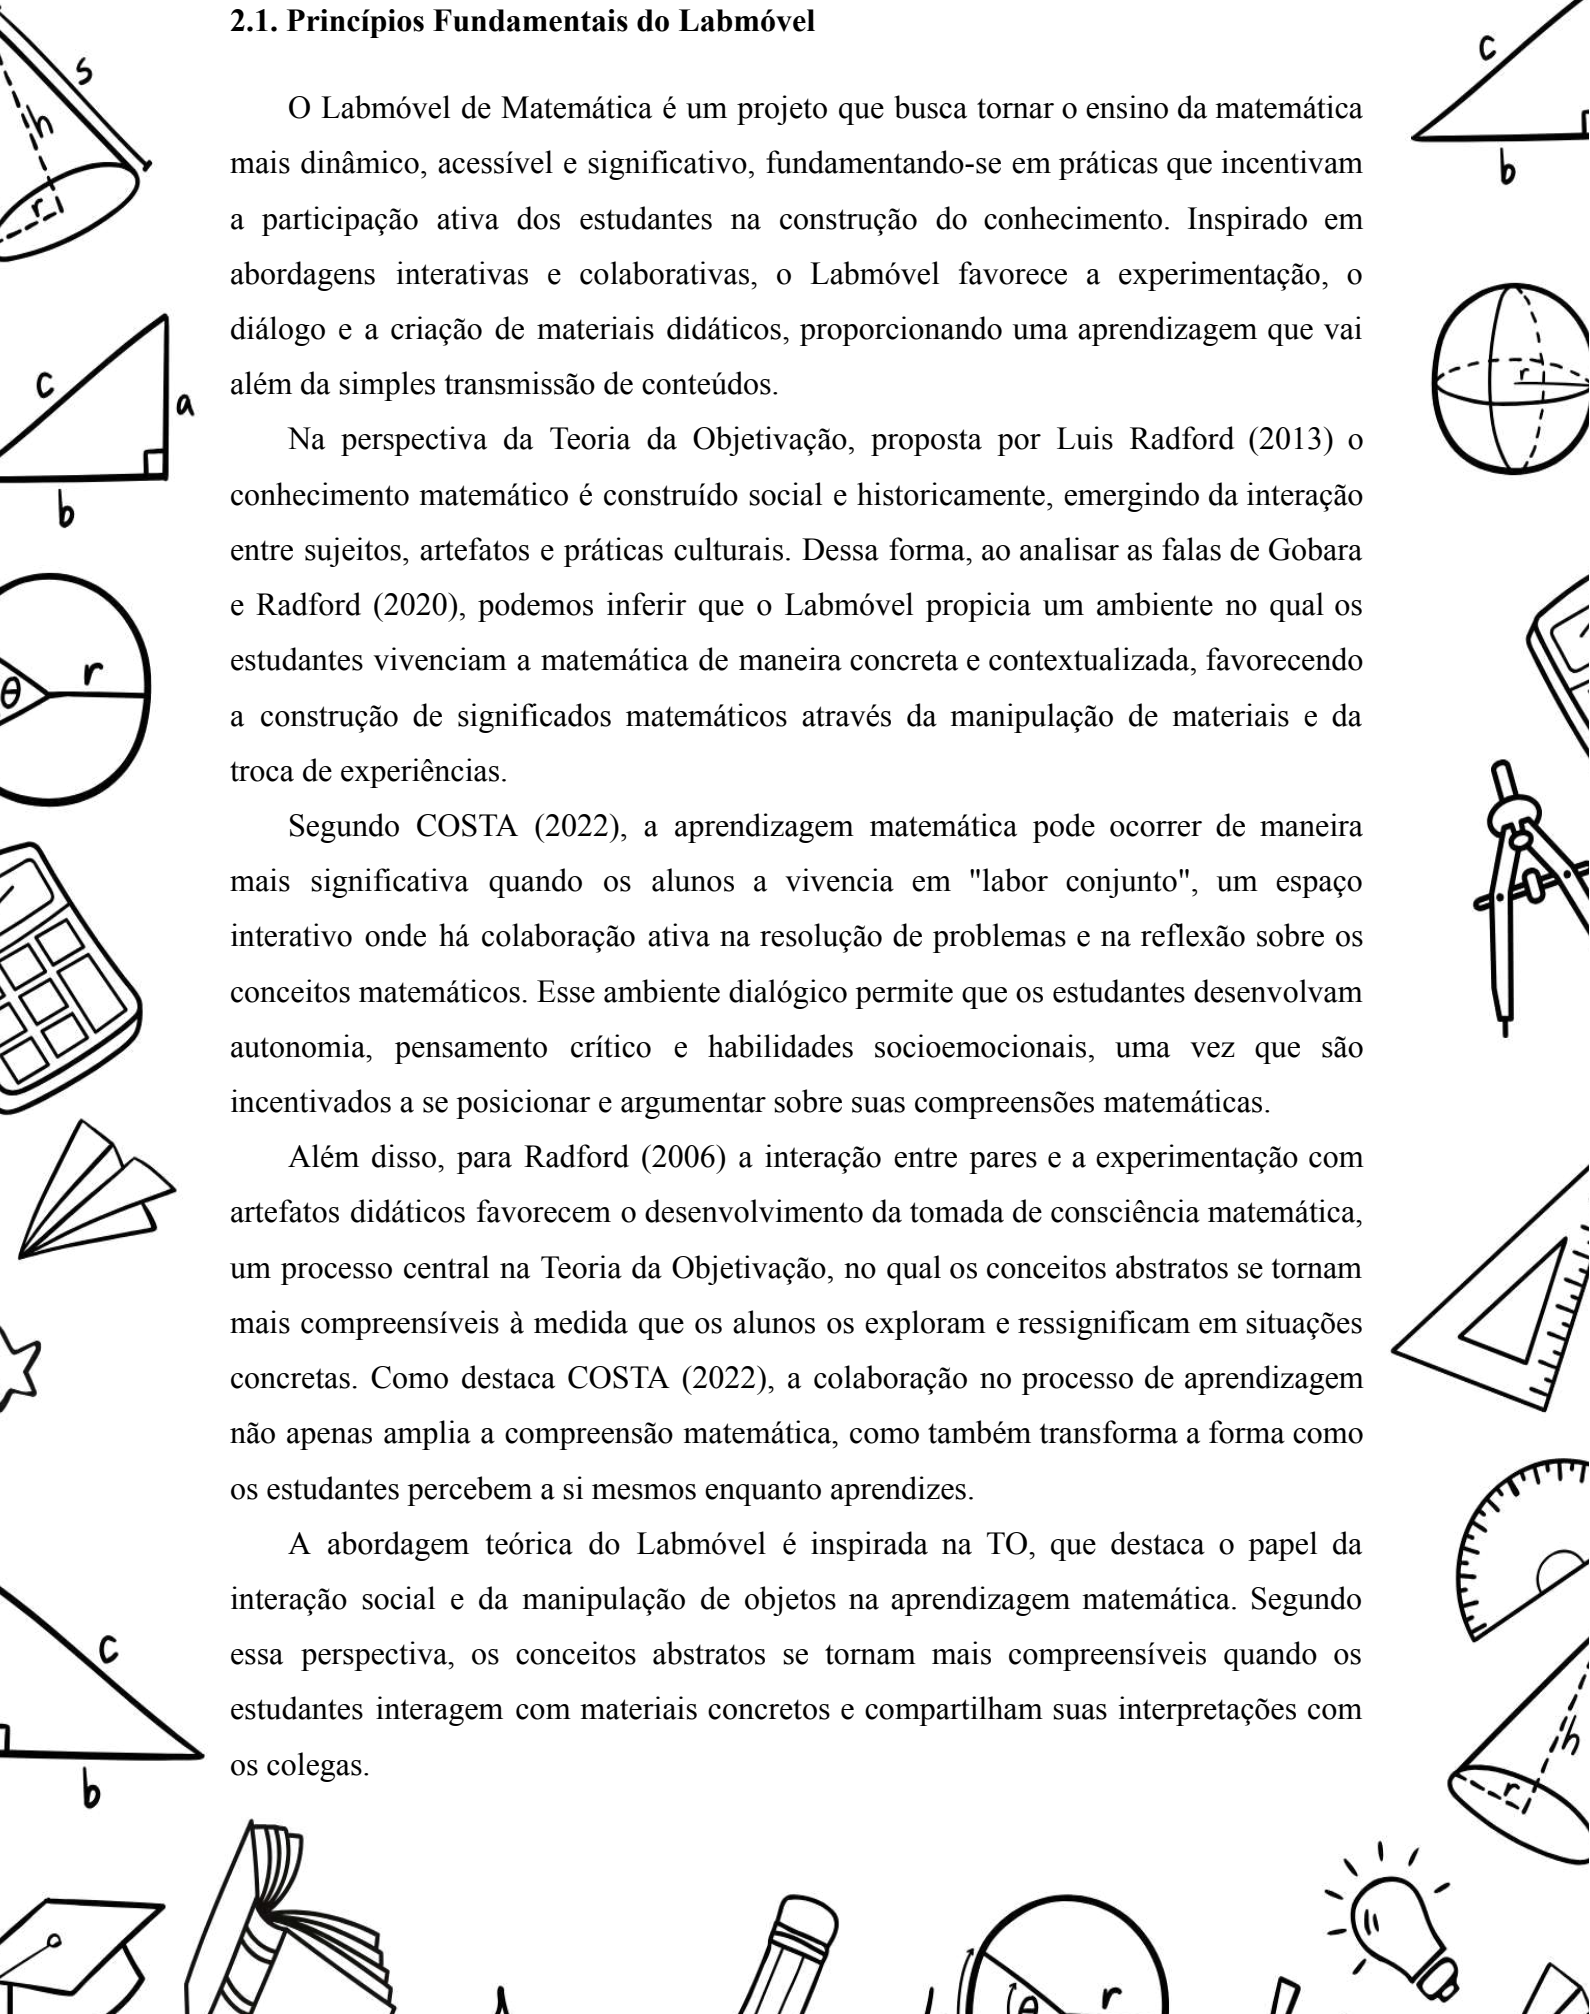 2.1. Princípios Fundamentais do Labmóvel
O Labmóvel de Matemática é um projeto que busca tornar o ensino da matemática
mais dinâmico, acessível e significativo, fundamentando-se em práticas que incentivam
a participação ativa dos estudantes na construção do conhecimento. Inspirado em
abordagens interativas e colaborativas, o Labmóvel favorece a experimentação, o
diálogo e a criação de materiais didáticos, proporcionando uma aprendizagem que vai
além da simples transmissão de conteúdos.
Na perspectiva da Teoria da Objetivação, proposta por Luis Radford (2013) o
conhecimento matemático é construído social e historicamente, emergindo da interação
entre sujeitos, artefatos e práticas culturais. Dessa forma, ao analisar as falas de Gobara
e Radford (2020), podemos inferir que o Labmóvel propicia um ambiente no qual os
estudantes vivenciam a matemática de maneira concreta e contextualizada, favorecendo
a construção de significados matemáticos através da manipulação de materiais e da
troca de experiências.
Segundo COSTA (2022), a aprendizagem matemática pode ocorrer de maneira
mais significativa quando os alunos a vivencia em "labor conjunto", um espaço
interativo onde há colaboração ativa na resolução de problemas e na reflexão sobre os
conceitos matemáticos. Esse ambiente dialógico permite que os estudantes desenvolvam
autonomia, pensamento crítico e habilidades socioemocionais, uma vez que são
incentivados a se posicionar e argumentar sobre suas compreensões matemáticas.
Além disso, para Radford (2006) a interação entre pares e a experimentação com
artefatos didáticos favorecem o desenvolvimento da tomada de consciência matemática,
um processo central na Teoria da Objetivação, no qual os conceitos abstratos se tornam
mais compreensíveis à medida que os alunos os exploram e ressignificam em situações
concretas. Como destaca COSTA (2022), a colaboração no processo de aprendizagem
não apenas amplia a compreensão matemática, como também transforma a forma como
os estudantes percebem a si mesmos enquanto aprendizes.
A abordagem teórica do Labmóvel é inspirada na TO, que destaca o papel da
interação social e da manipulação de objetos na aprendizagem matemática. Segundo
essa perspectiva, os conceitos abstratos se tornam mais compreensíveis quando os
estudantes interagem com materiais concretos e compartilham suas interpretações com
os colegas.
s
h
r
c
a
b
θ
r
c
b
c
b
r
h
r
θ
r